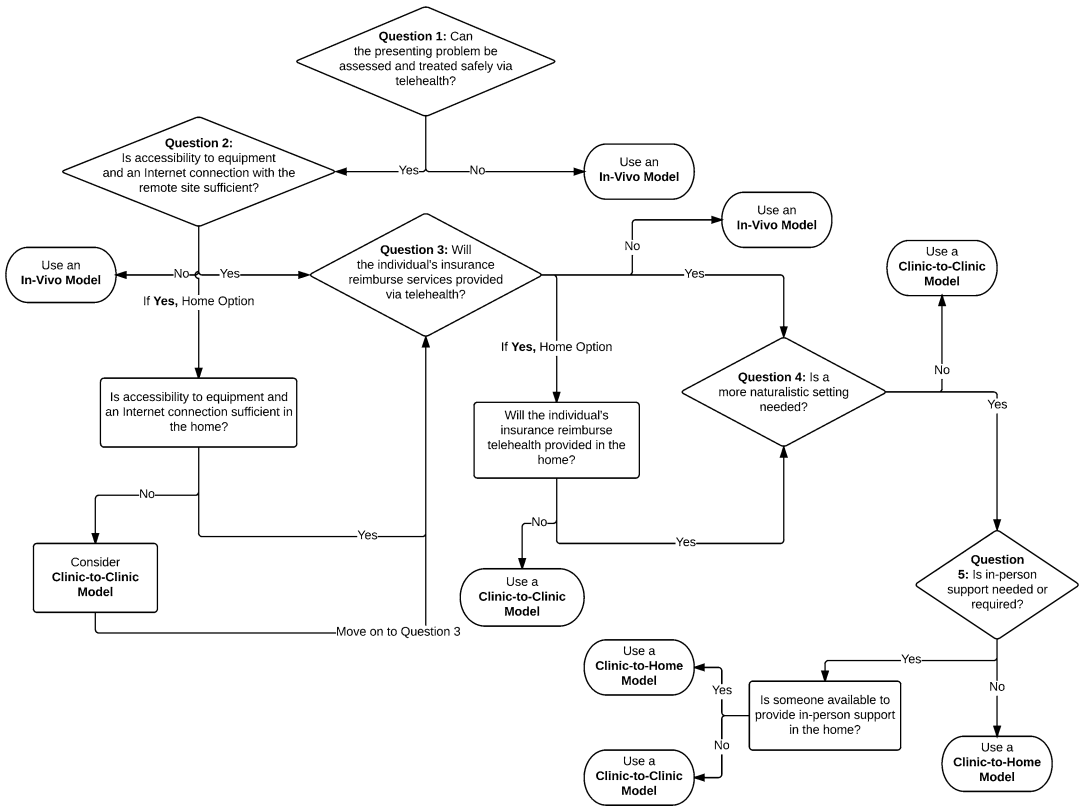 Question 1: Can
the presenting problem be
assessed and treated safely via
telehealth?
Question 2:
Is accessibility to equipment
and an Internet connection with the
remote site sufficient?
Yes
No
Use an
In-Vivo Model
Use an
In-Vivo Model
No
Yes
If Yes, Home Option
Question 3: Will
the individual's insurance
reimburse services provided
via telehealth?
No
Use an
In-Vivo Model
Yes
If Yes, Home Option
Use a
Clinic-to-Clinic
Model
No
Question 4: Is a
more naturalistic setting
needed?
Yes
Is accessibility to equipment and
an Internet connection sufficient in
the home?
Will the individual's
insurance reimburse
telehealth provided in the
home?
No
Yes
No
Yes
Consider
Clinic-to-Clinic
Model
Use a
Clinic-to-Clinic
Model
Move on to Question 3
Question
5: Is in-person
support needed or
required?
Yes
No
Use a
Clinic-to-Home
Model
Yes
Is someone available to
provide in-person support
in the home?
No
Use a
Clinic-to-Clinic
Model
Use a
Clinic-to-Home
Model